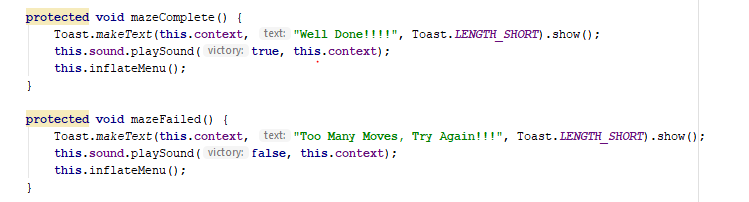 protected void mazeComplete() {
Toast.makeText(this.context, text: "Well Done!!!!", Toast.LENGTH_SHORT).show();
this.sound.playSound( victory: true, this.context);
this.inflateMenu();
}
protected void mazeFailed() {
Toast.makeText(this.context, text: "Too Many Moves, Try Again!!!", Toast.LENGTH_SHORT).show();
this.sound.playSound( victory: false, this.context);
this.inflateMenu();
}